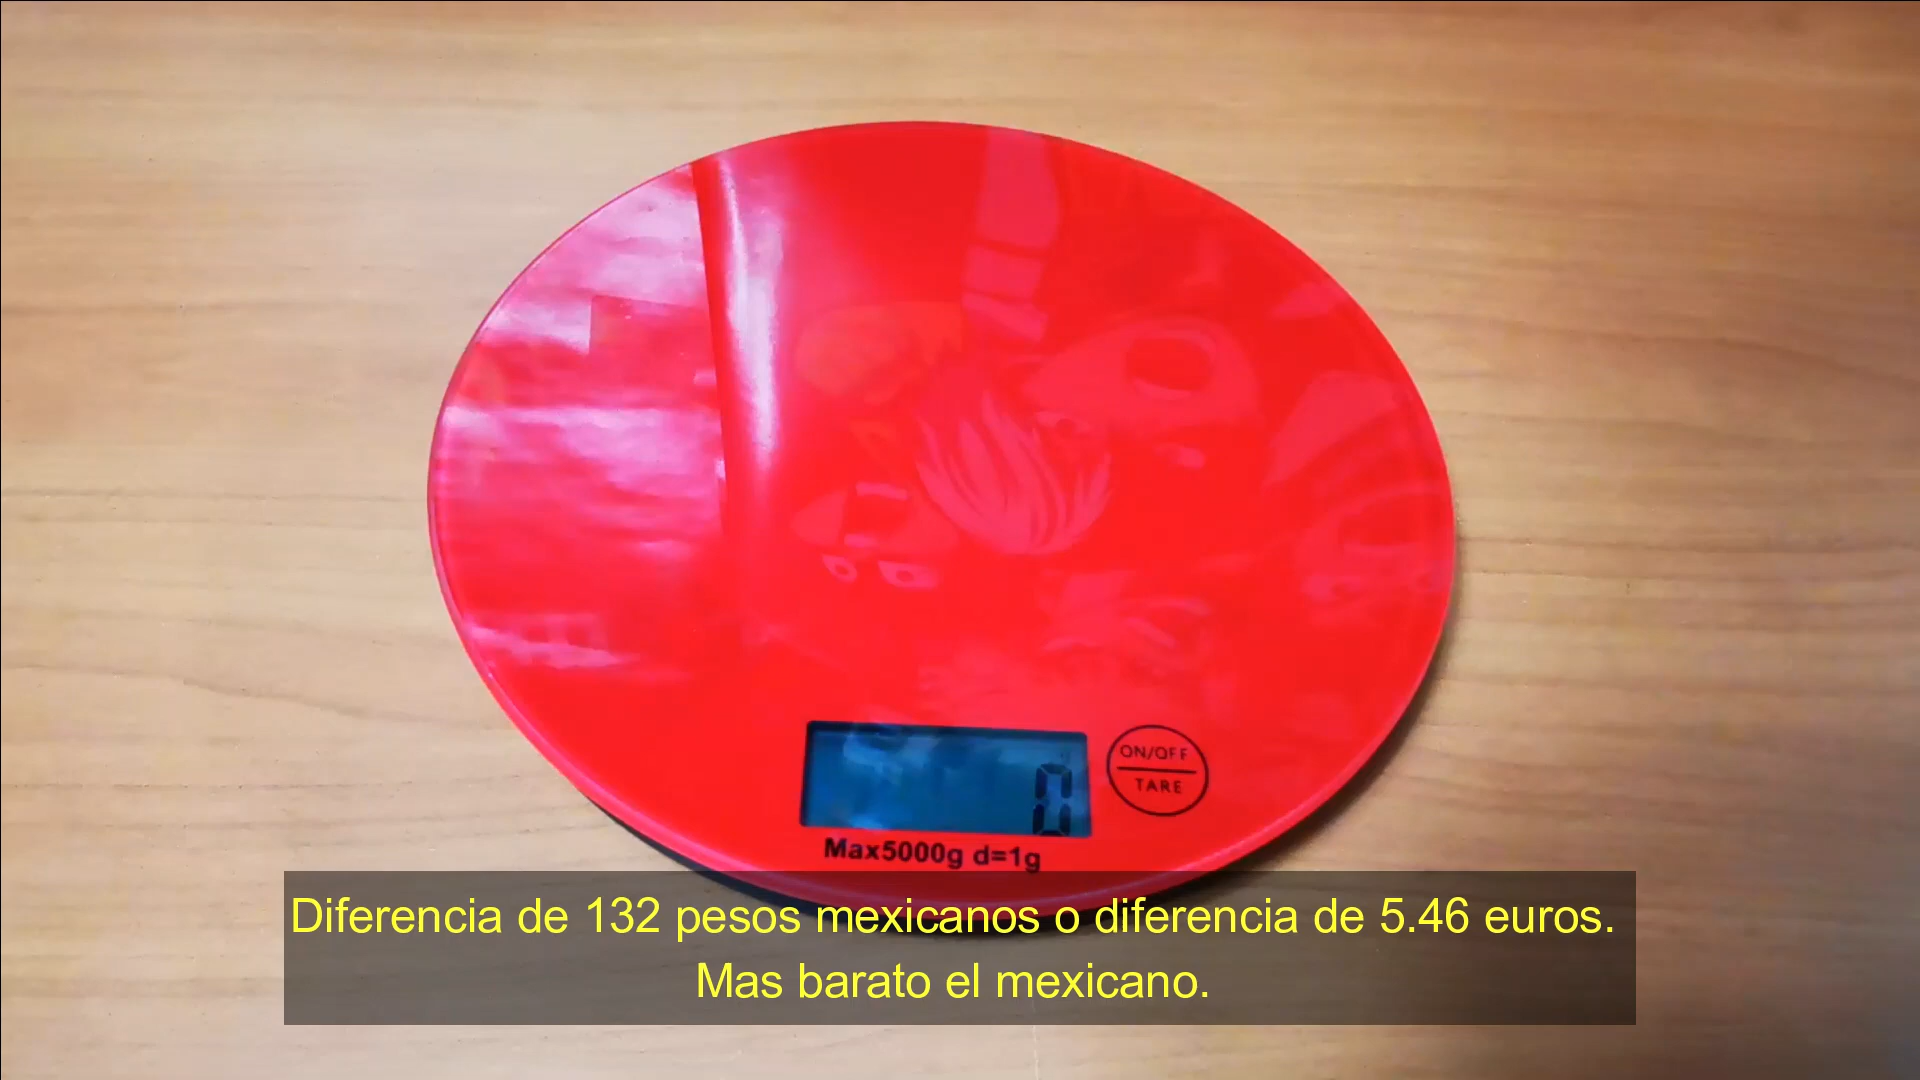 0
ON/OFF
TARE
Max5000g d=1g
Diferencia de 132 pesos mexicanos o diferencia de 5.46 euros.
Mas barato el mexicano.